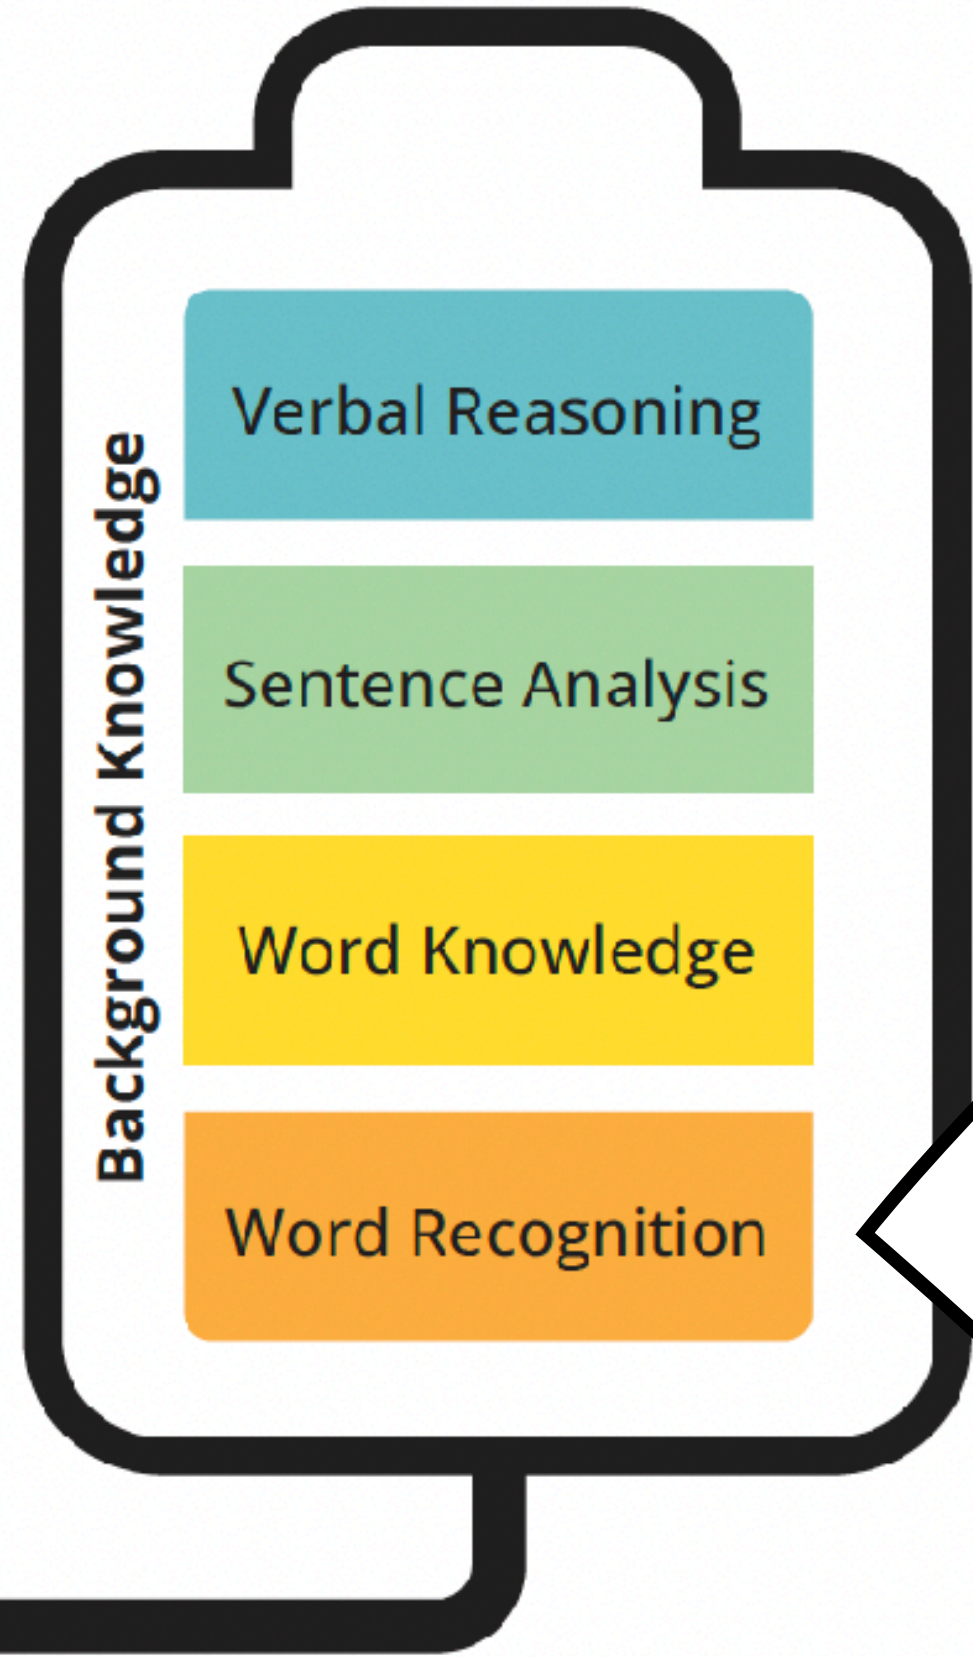 Background Knowledge
Verbal Reasoning
Sentence Analysis
Word Knowledge
Word Recognition